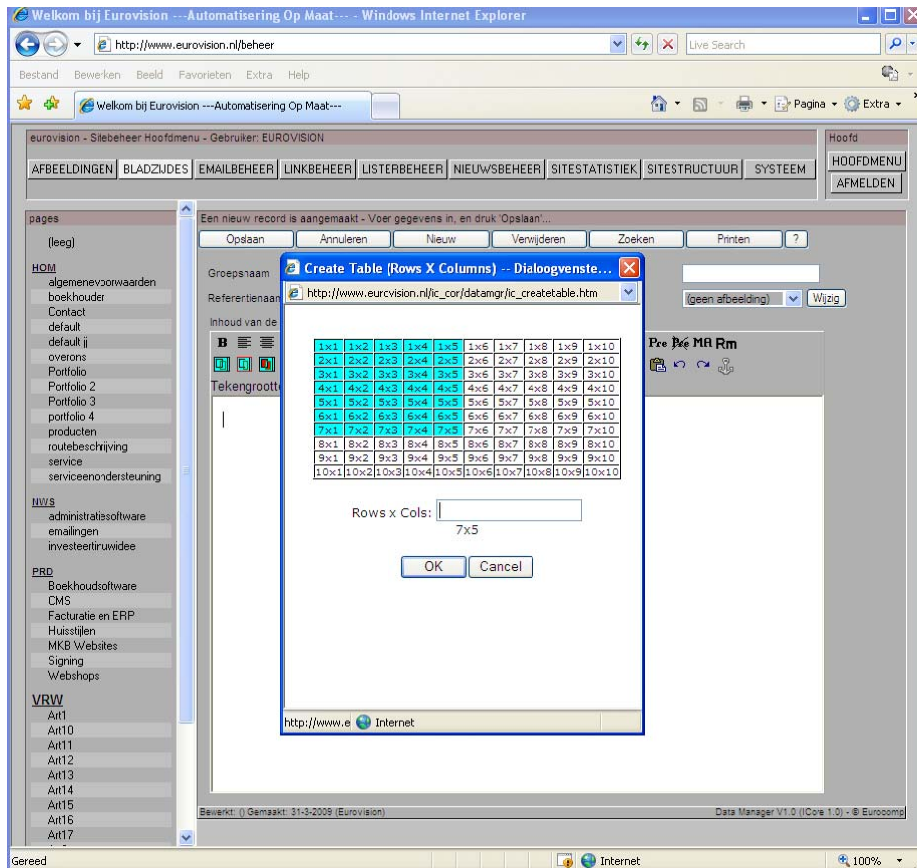 Welkom bij Eurovision ---Automatisering Op Maat--- - Windows Internet Explorer
http://www.eurovision.nl/beheer
Live Search
Bestand Bewerken Beeld Favorieten Extra Help
Welkom bij Eurovision ---Automatisering Op Maat---
Pagina Extra
eurovision - Sitebeheer Hoofdmenu - Gebruiker: EUROVISION
Hoofd
AFBEELDINGEN BLADZIJDES EMAILBEHEER LINKBEHEER LISTERBEHEER NIEUWSBEHEER SITESTATISTIEK SITESTRUCTUUR SYSTEEM
HOOFDMENU
AFMELDEN
pages
(leeg)
HOM
algemenevoorwaarden
boekhouder
Contact
default
default jj
overons
Portfolio
Portfolio 2
Portfolio 3
portfolio 4
producten
routebeschrijving
service
serviceenondersteuning
NWS
administratiesoftware
emailingen
investeertinuwidee
PRD
Boekhoudsoftware
CMS
Facturatie en ERP
Huisstijlen
MKB Websites
Signing
Webshops
VRW
Art1
Art10
Art11
Art12
Art13
Art14
Art15
Art16
Art17
Een nieuw record is aangemaakt - Voer gegevens in, en druk 'Opslaan'...
Opslaan Annuleren Nieuw Verwijderen Zoeken Printen ?
Groepsnaam
Referentienaam
(geen afbeelding) Wijzig
Inhoud van de
B Pre MR Rm
Tekengrootte
Create Table (Rows X Columns) -- Dialoogvenste...
http://www.eurovision.nl/ic_cor/datamgr/ic_createtable.htm
1x1 1x2 1x3 1x4 1x5 1x6 1x7 1x8 1x9 1x10
2x1 2x2 2x3 2x4 2x5 2x6 2x7 2x8 2x9 2x10
3x1 3x2 3x3 3x4 3x5 3x6 3x7 3x8 3x9 3x10
4x1 4x2 4x3 4x4 4x5 4x6 4x7 4x8 4x9 4x10
5x1 5x2 5x3 5x4 5x5 5x6 5x7 5x8 5x9 5x10
6x1 6x2 6x3 6x4 6x5 6x6 6x7 6x8 6x9 6x10
7x1 7x2 7x3 7x4 7x5 7x6 7x7 7x8 7x9 7x10
8x1 8x2 8x3 8x4 8x5 8x6 8x7 8x8 8x9 8x10
9x1 9x2 9x3 9x4 9x5 9x6 9x7 9x8 9x9 9x10
10x1 10x2 10x3 10x4 10x5 10x6 10x7 10x8 10x9 10x10
Rows x Cols:
7x5
OK Cancel
http://www.e Internet
Bewerkt: () Gemaakt: 31-3-2009 (Eurovision)
Data Manager V1.0 (ICore 1.0) - © Eurocomp
Gereed
Internet
100%